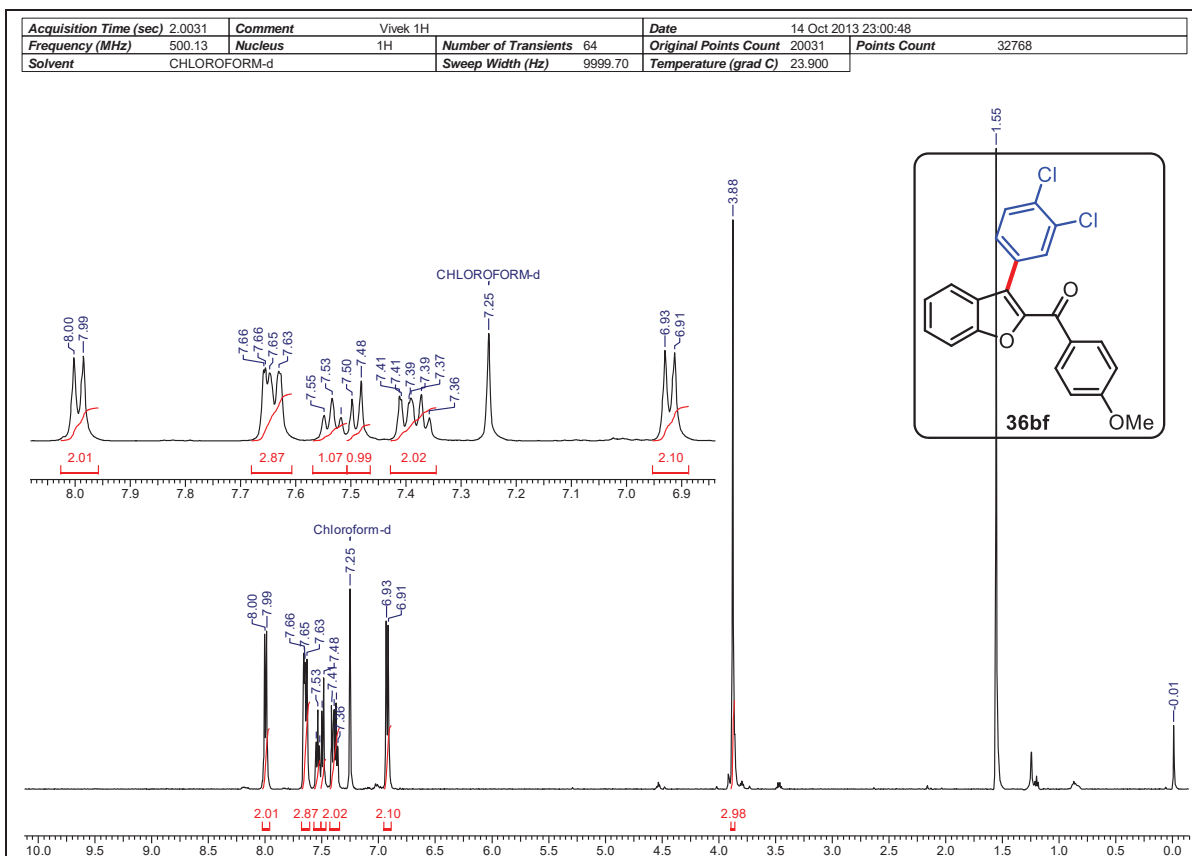 Acquisition Time (sec) 2.0031 Comment Vivek 1H Date 14 Oct 2013 23:00:48
Frequency (MHz) 500.13 Nucleus 1H Number of Transients 64 Original Points Count 20031 Points Count 32768
Solvent CHLOROFORM-d Sweep Width (Hz) 9999.70 Temperature (grad C) 23.900
1.55
3.88
Cl
Cl
O
O
OMe
36bf
CHLOROFORM-d
8.00 7.99 7.66 7.66 7.65 7.63 7.55 7.53 7.50 7.48 7.41 7.41 7.39 7.39 7.37 7.36 7.25 6.93 6.91
2.01 2.87 1.07 0.99 2.02 2.10
8.0 7.9 7.8 7.7 7.6 7.5 7.4 7.3 7.2 7.1 7.0 6.9
Chloroform-d
8.00 7.99 7.66 7.65 7.63 7.53 7.48 7.41 7.36 7.25 6.93 6.91
-0.01
2.01 2.87 2.02 2.10 2.98
10.0 9.5 9.0 8.5 8.0 7.5 7.0 6.5 6.0 5.5 5.0 4.5 4.0 3.5 3.0 2.5 2.0 1.5 1.0 0.5 0.0